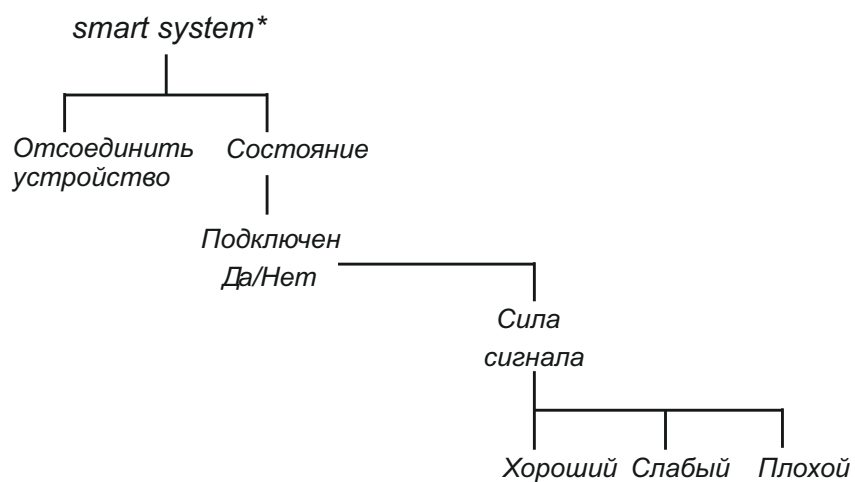 smart system*
Отсоединить Состояние
устройство
Подключен
Да/Нет
Сила
сигнала
Хороший Слабый Плохой